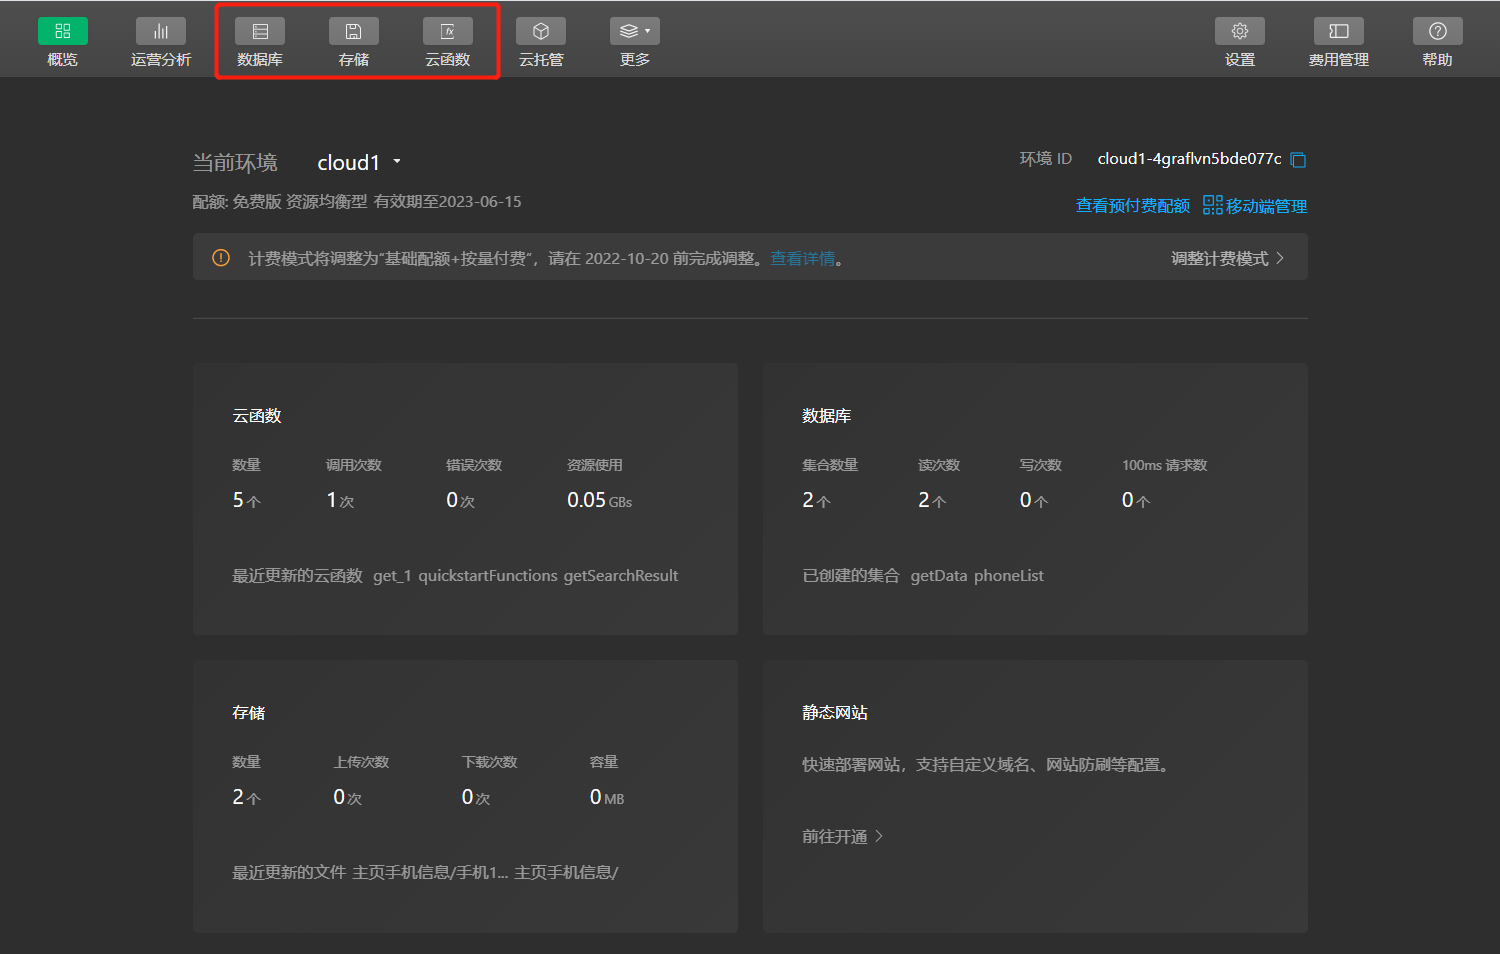 概览 运营分析 数据库 存储 云函数 云托管 更多 设置 费用管理 帮助
当前环境 cloud1 环境 ID cloud1-4graflvn5bde077c
配额: 免费版 资源均衡型 有效期至2023-06-15 查看预付费配额 移动端管理
计费模式将调整为“基础配额+按量付费”，请在 2022-10-20 前完成调整。查看详情。 调整计费模式
云函数
数量 调用次数 错误次数 资源使用
5个 1次 0次 0.05 GBs
最近更新的云函数 get_1 quickstartFunctions getSearchResult
数据库
集合数量 读次数 写次数 100ms 请求数
2个 2个 0个 0个
已创建的集合 getData phoneList
存储
数量 上传次数 下载次数 容量
2个 0次 0次 0 MB
最近更新的文件 主页手机信息/手机1... 主页手机信息/
静态网站
快速部署网站，支持自定义域名、网站防刷等配置。
前往开通